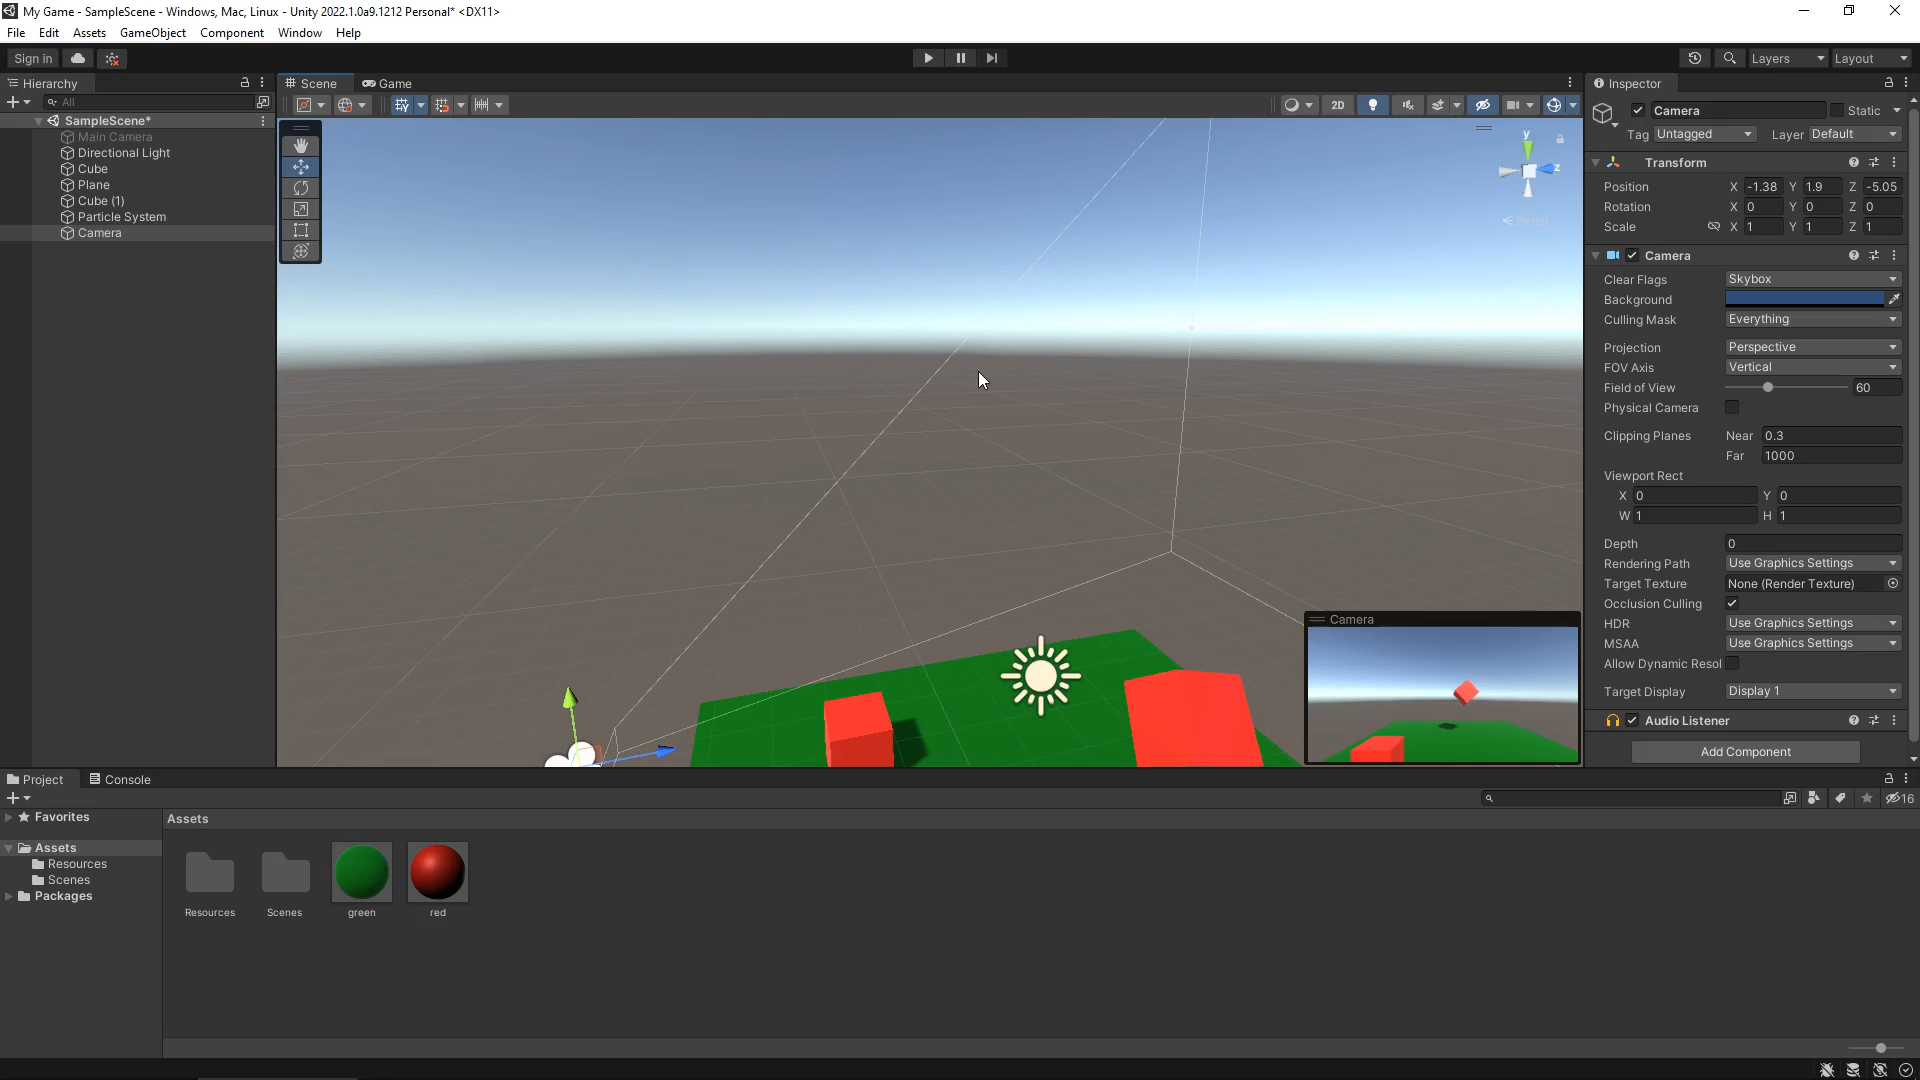 My Game - SampleScene - Windows, Mac, Linux - Unity 2022.1.0a9.1212 Personal* <DX11>
File Edit Assets GameObject Component Window Help
Sign in
Layers
Layout
Hierarchy
All
SampleScene*
Main Camera
Directional Light
Cube
Plane
Cube (1)
Particle System
Camera
Scene
Game
2D
y
z
Persp
Camera
Inspector
Camera
Static
Tag Untagged Layer Default
Transform
Position X -1.38 Y 1.9 Z -5.05
Rotation X 0 Y 0 Z 0
Scale X 1 Y 1 Z 1
Camera
Clear Flags Skybox
Background
Culling Mask Everything
Projection Perspective
FOV Axis Vertical
Field of View 60
Physical Camera
Clipping Planes Near 0.3
Far 1000
Viewport Rect
X 0 Y 0
W 1 H 1
Depth 0
Rendering Path Use Graphics Settings
Target Texture None (Render Texture)
Occlusion Culling
HDR Use Graphics Settings
MSAA Use Graphics Settings
Allow Dynamic Resol
Target Display Display 1
Audio Listener
Add Component
Project
Console
16
Favorites
Assets
Resources
Scenes
Packages
Assets
Resources
Scenes
green
red